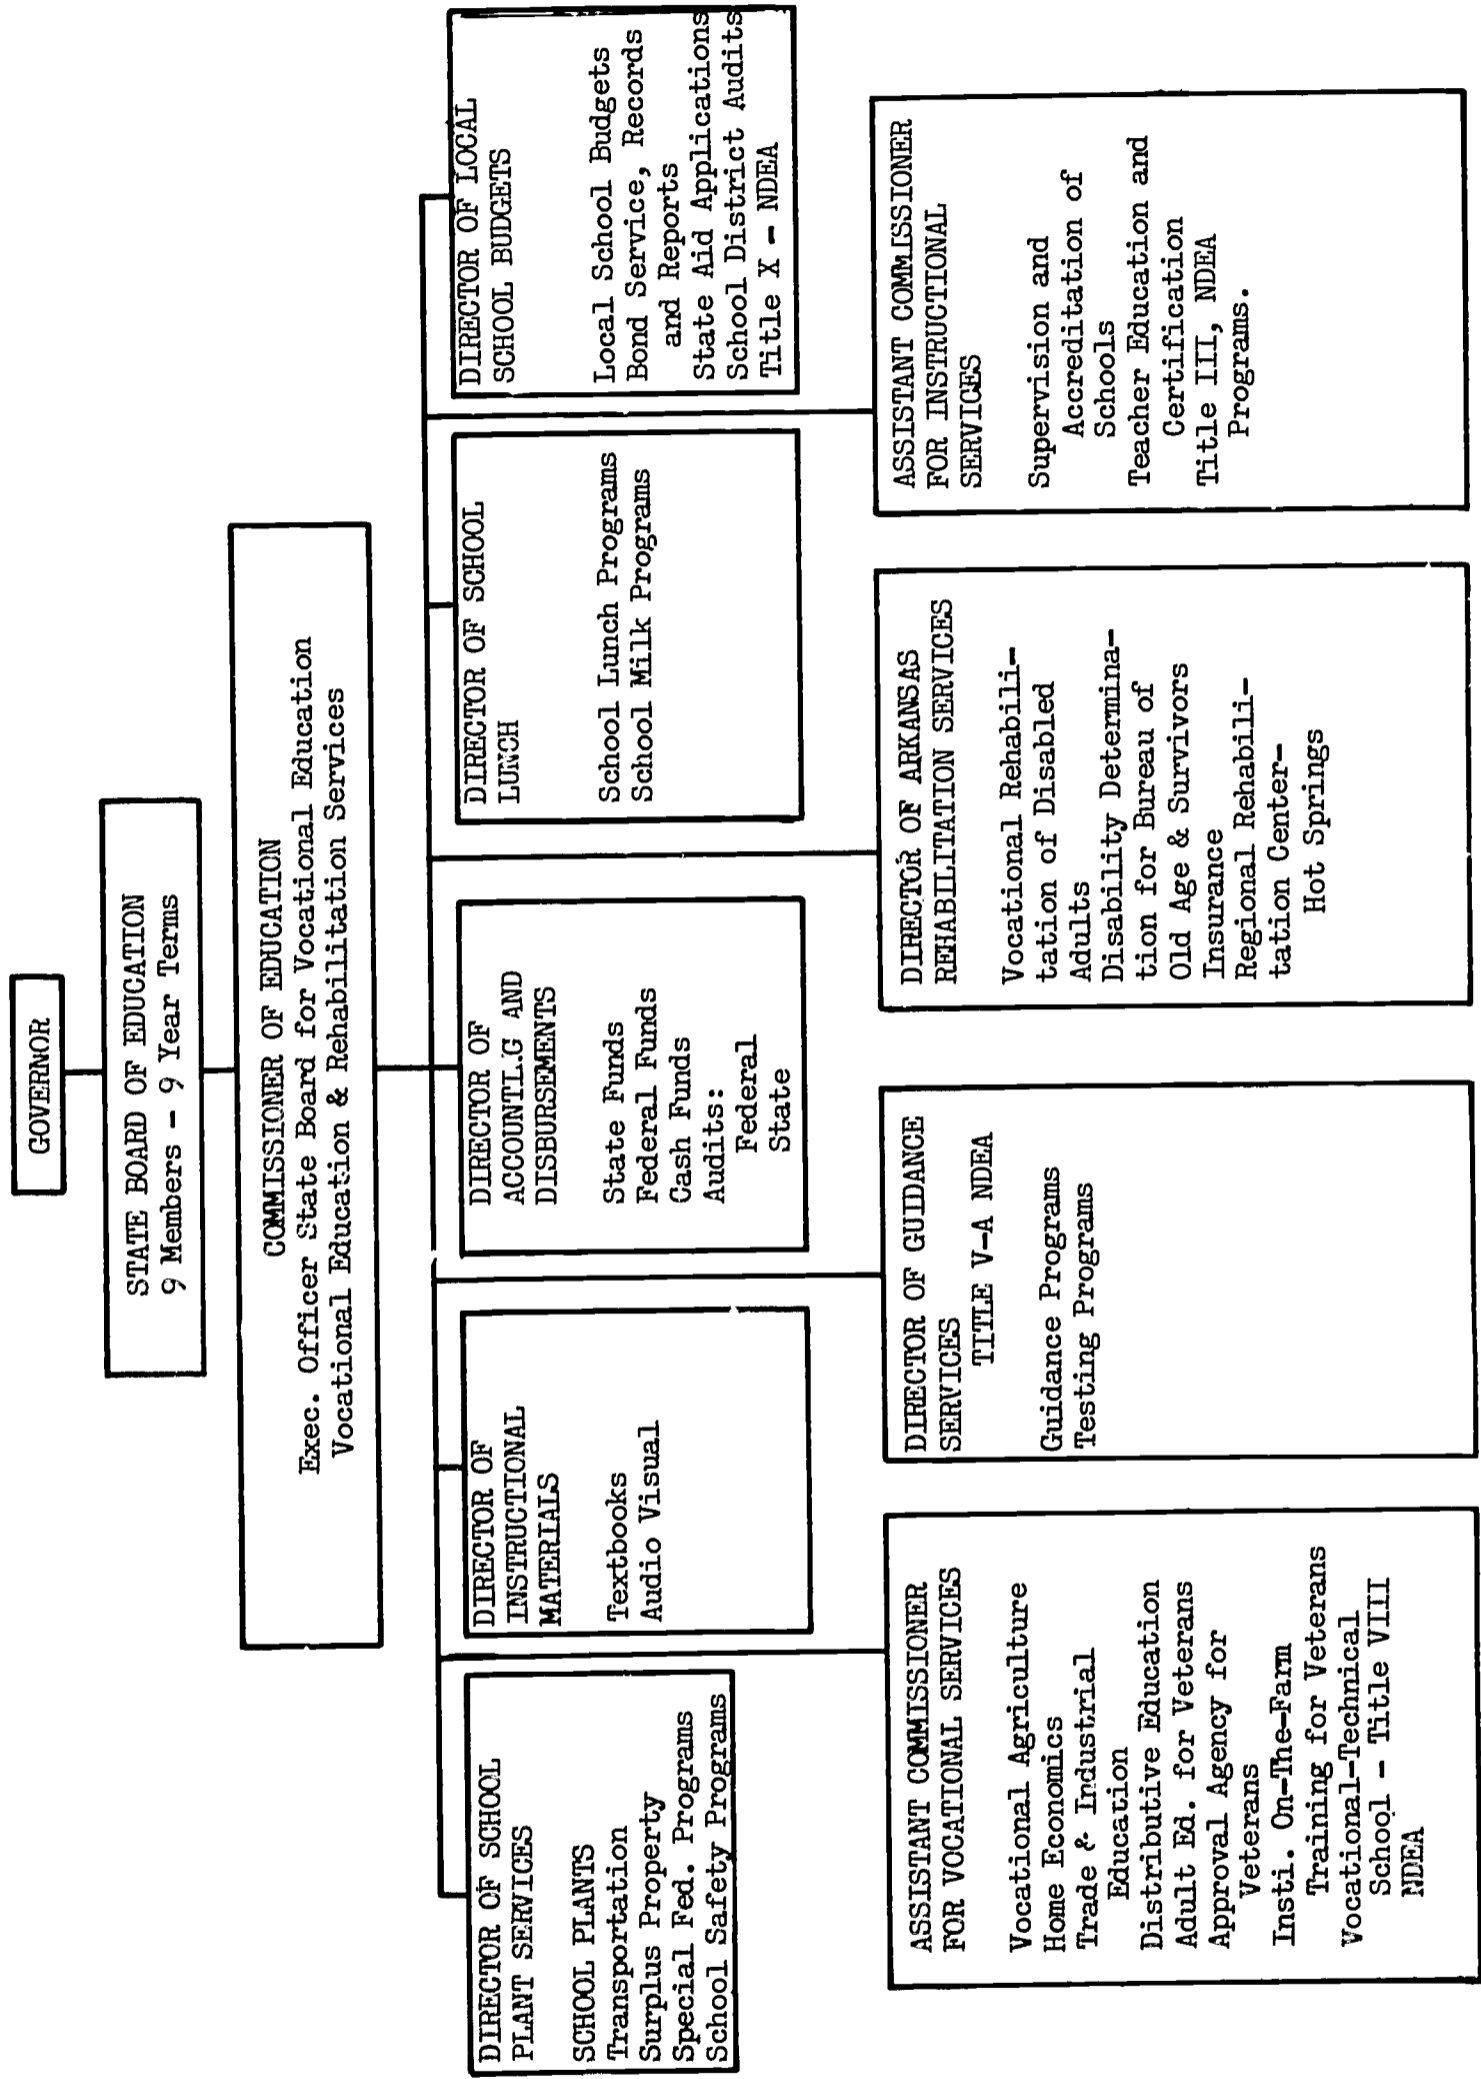 GOVERNOR
STATE BOARD OF EDUCATION
9 Members - 9 Year Terms
COMMISSIONER OF EDUCATION
Exec. Officer State Board for Vocational Education
Vocational Education & Rehabilitation Services
DIRECTOR OF SCHOOL
PLANT SERVICES
SCHOOL PLANTS
Transportation
Surplus Property
Special Fed. Programs
School Safety Programs
DIRECTOR OF
INSTRUCTIONAL
MATERIALS
Textbooks
Audio Visual
DIRECTOR OF
ACCOUNTL.G AND
DISBURSEMENTS
State Funds
Federal Funds
Cash Funds
Audits:
Federal
State
DIRECTOR OF SCHOOL
LUNCH
School Lunch Programs
School Milk Programs
DIRECTOR OF LOCAL
SCHOOL BUDGETS
Local School Budgets
Bond Service, Records
and Reports
State Aid Applications
School District Audits
Title X - NDEA
ASSISTANT COMMISSIONER
FOR VOCATIONAL SERVICES
Vocational Agriculture
Home Economics
Trade & Industrial
Education
Distributive Education
Adult Ed. for Veterans
Approval Agency for
Veterans
Insti. On-The-Farm
Training for Veterans
Vocational-Technical
School - Title VIII
NDEA
DIRECTOR OF GUIDANCE
SERVICES
TITLE V-A NDEA
Guidance Programs
Testing Programs
DIRECTOR OF ARKANSAS
REHABILITATION SERVICES
Vocational Rehabili-
tation of Disabled
Adults
Disability Determina-
tion for Bureau of
Old Age & Survivors
Insurance
Regional Rehabili-
tation Center-
Hot Springs
ASSISTANT COMMISSIONER
FOR INSTRUCTIONAL
SERVICES
Supervision and
Accreditation of
Schools
Teacher Education and
Certification
Title III, NDEA
Programs.